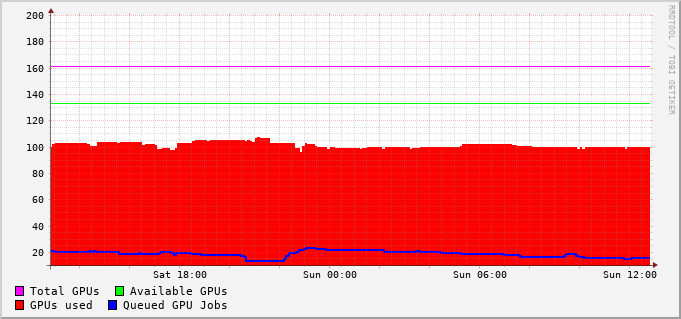 RRDTOOL / TOBI OETIKER
200
180
160
140
120
100
80
60
40
20
Sat 18:00 Sun 00:00 Sun 06:00 Sun 12:00
Total GPUs Available GPUs
GPUs used Queued GPU Jobs